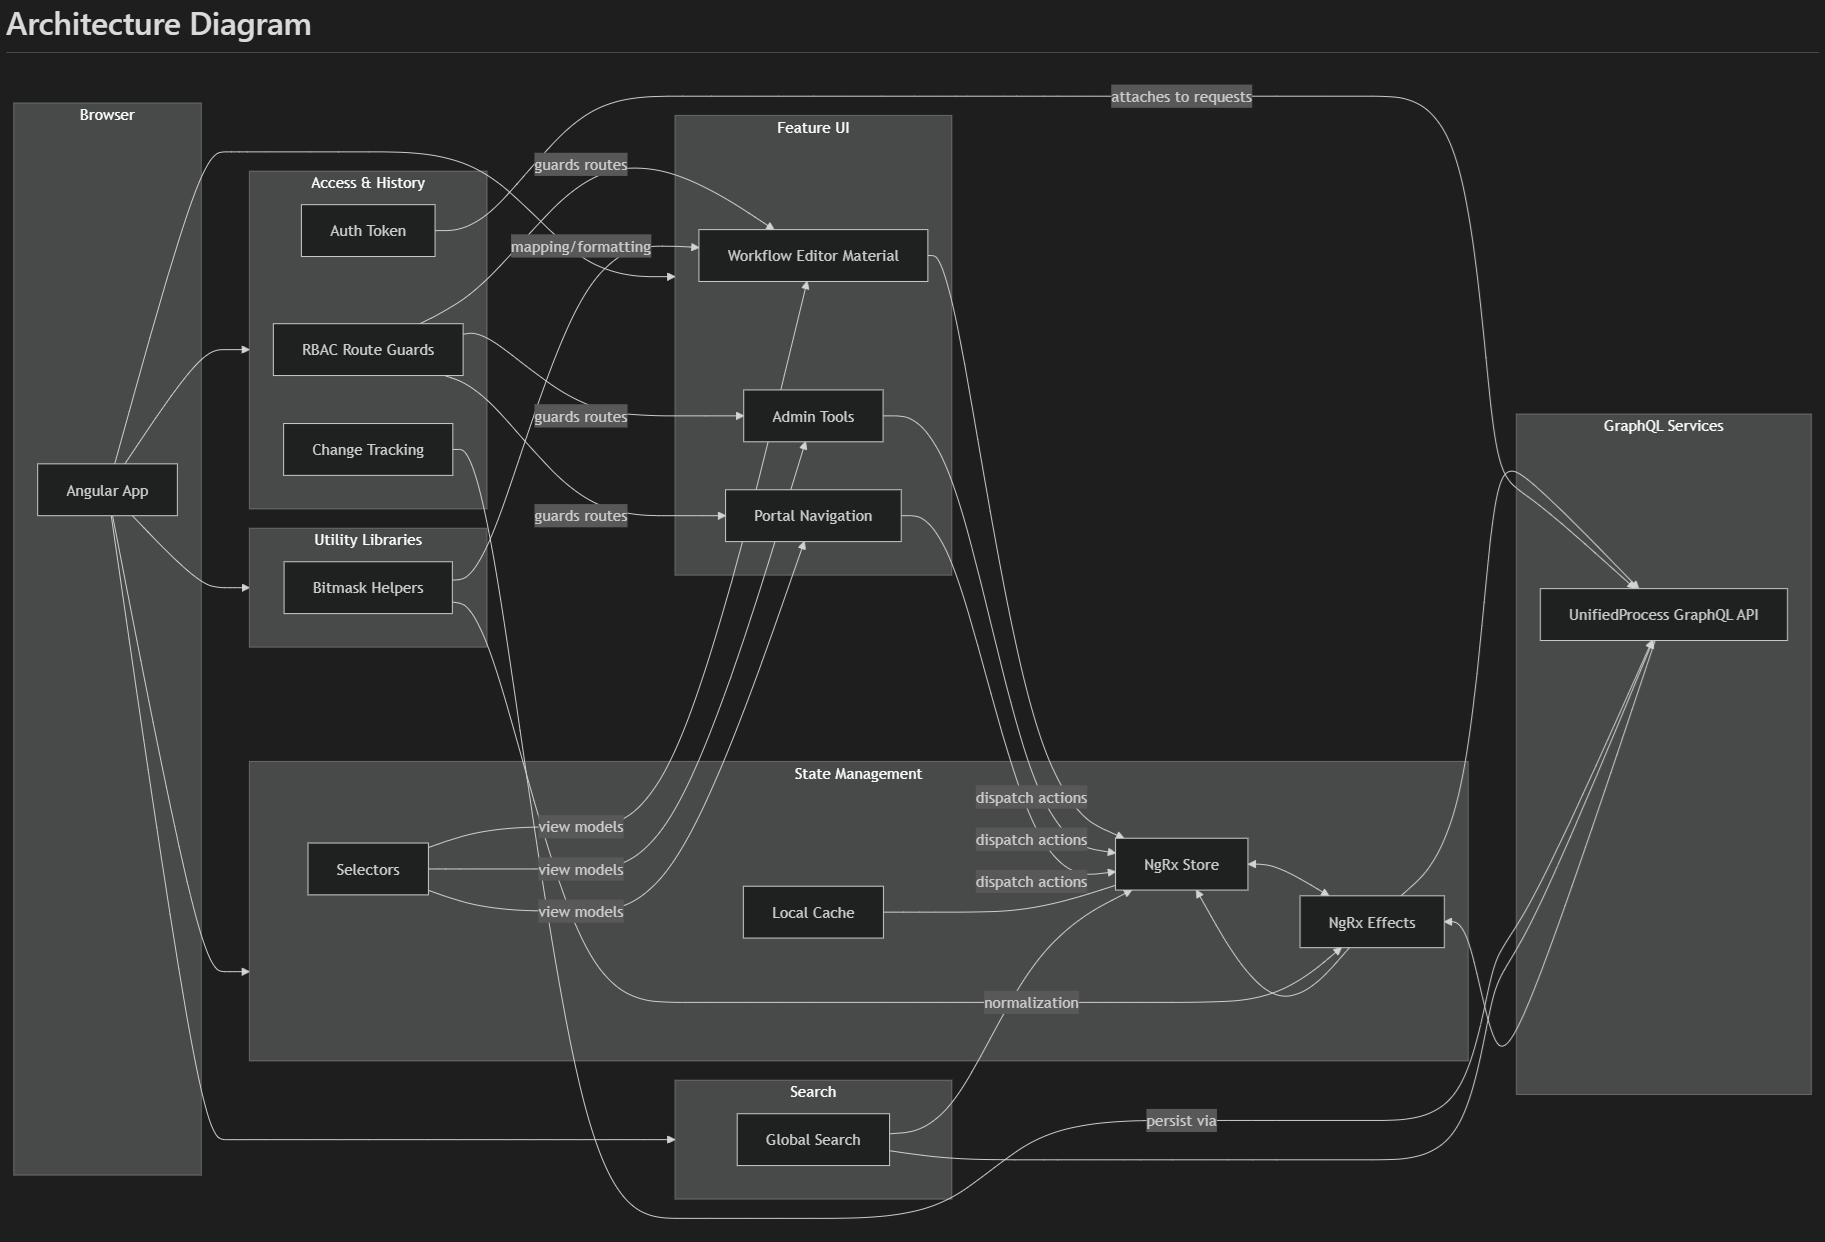 Architecture Diagram
Browser
Angular App
Access & History
Auth Token
RBAC Route Guards
Change Tracking
Utility Libraries
Bitmask Helpers
guards routes
mapping/formatting
guards routes
guards routes
Feature UI
Workflow Editor Material
Admin Tools
Portal Navigation
attaches to requests
GraphQL Services
UnifiedProcess GraphQL API
State Management
Selectors
view models
view models
view models
Local Cache
dispatch actions
dispatch actions
dispatch actions
NgRx Store
NgRx Effects
normalization
Search
Global Search
persist via